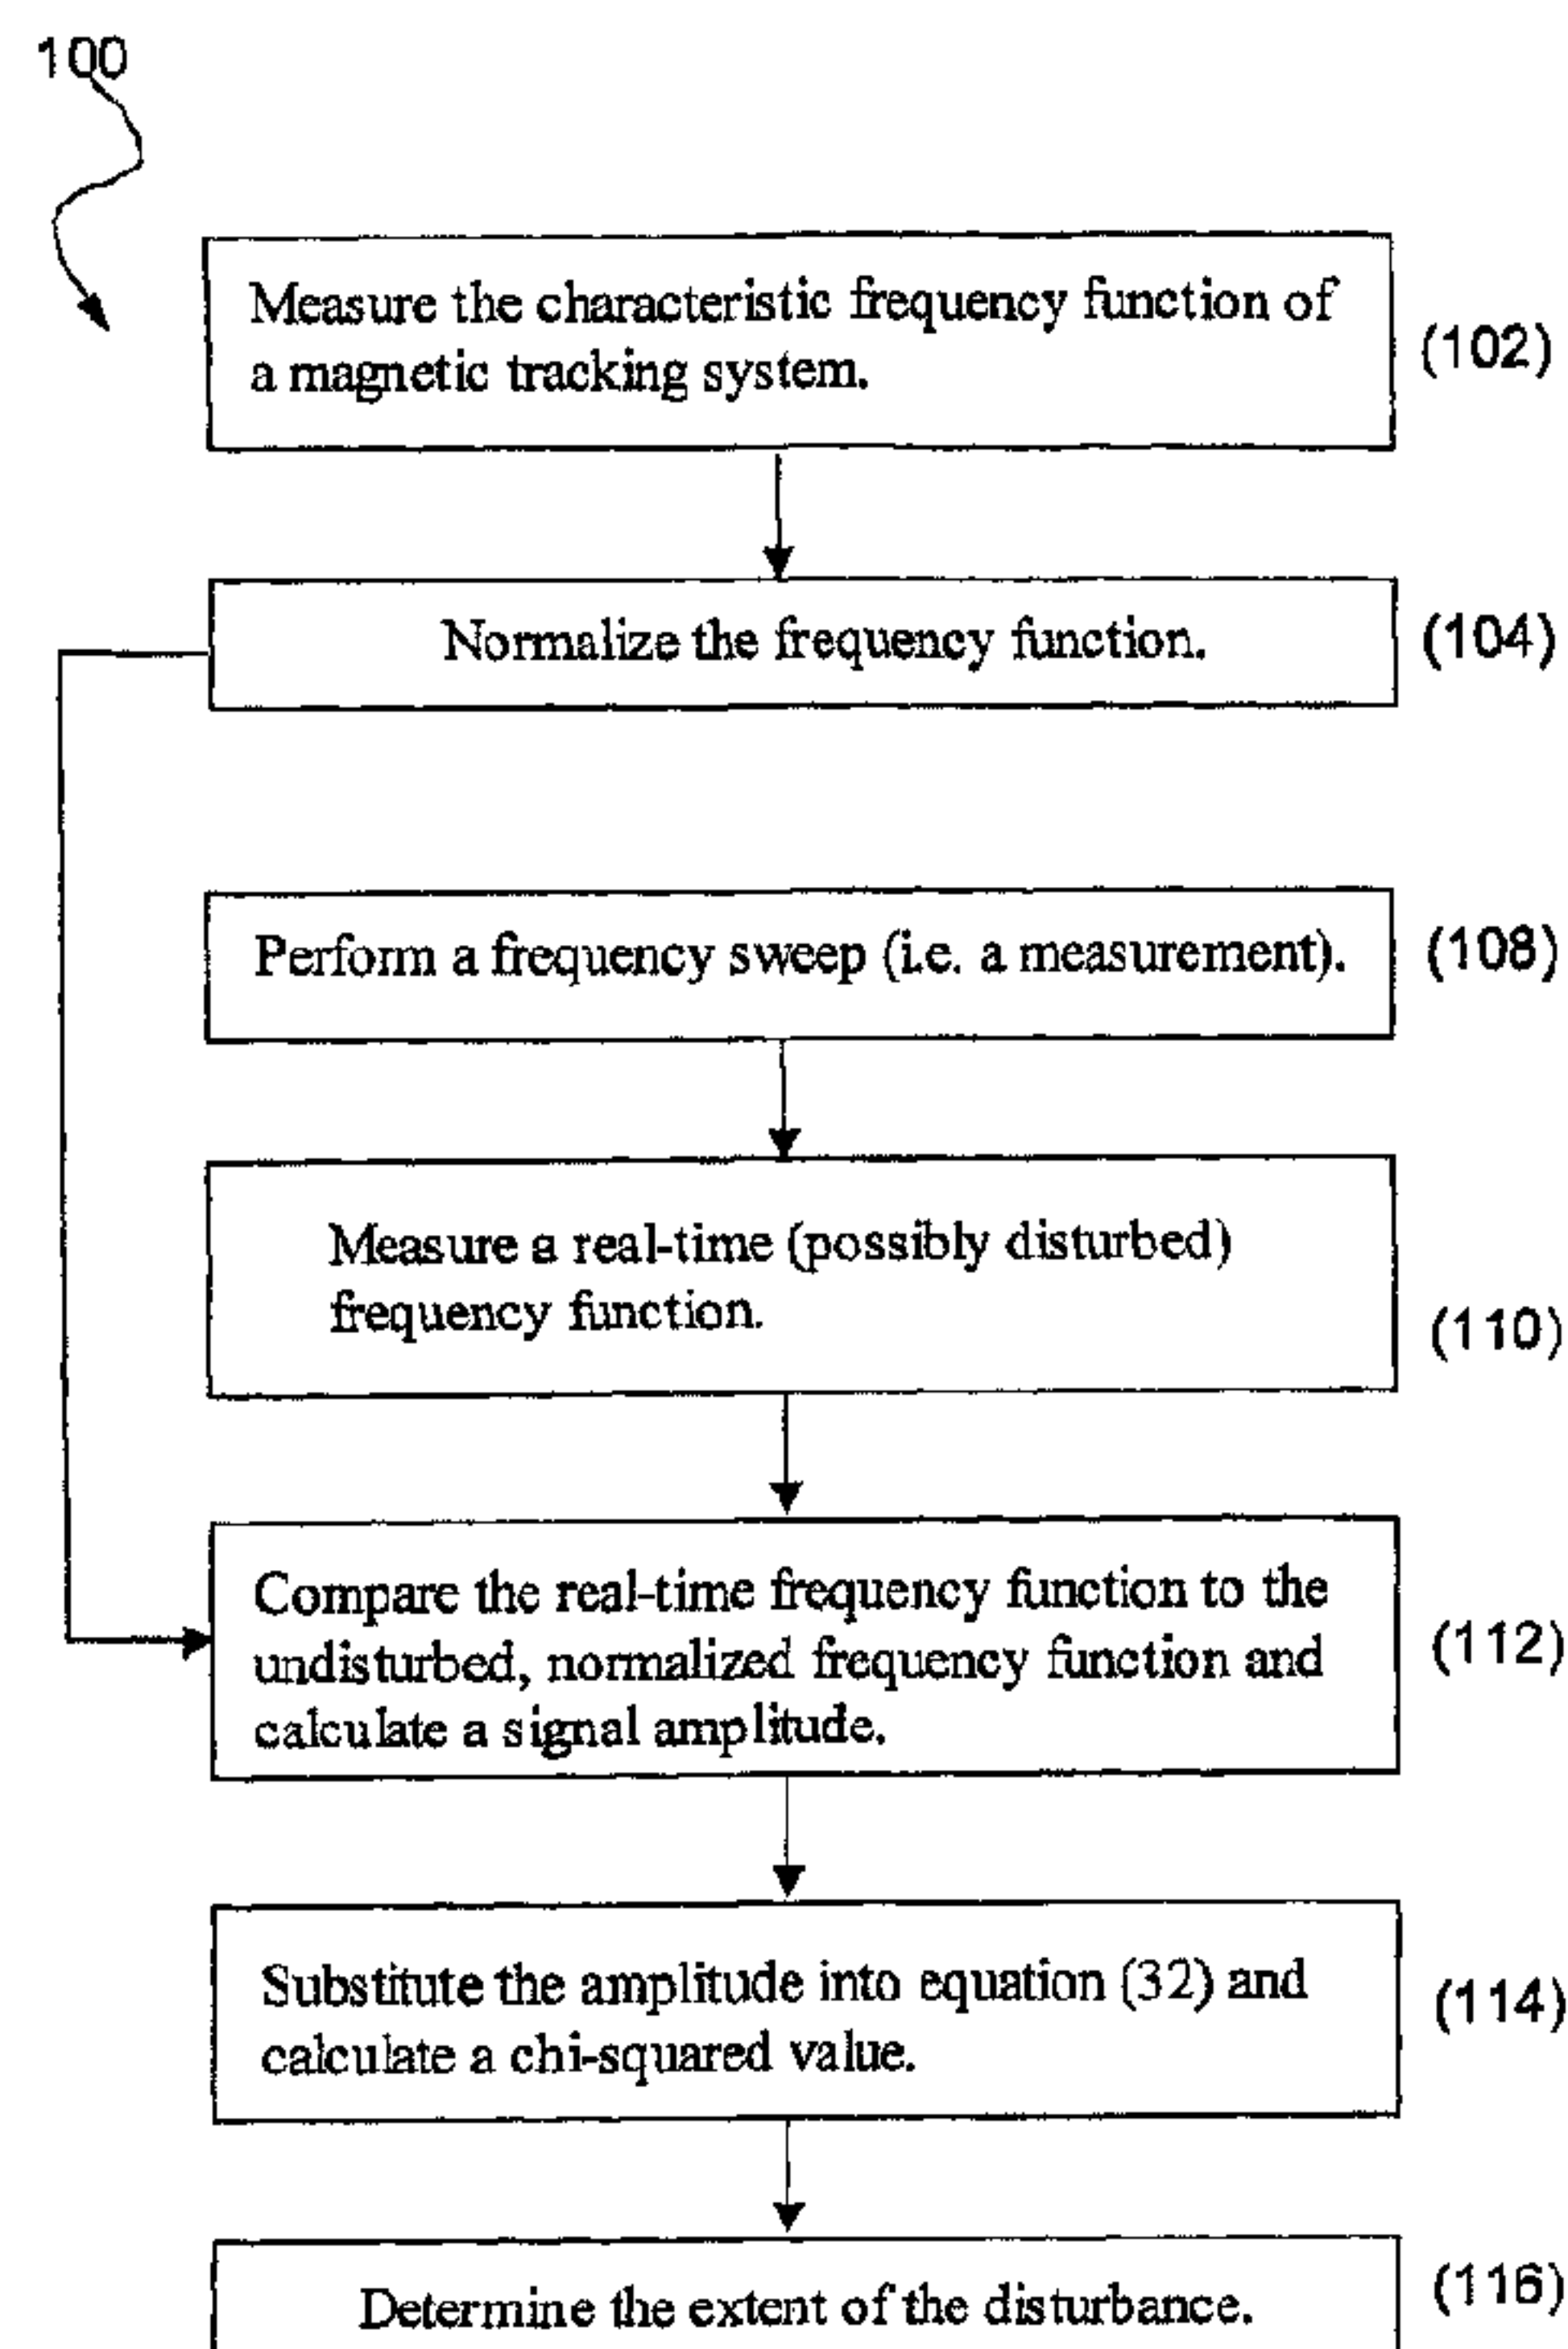 100
Measure the characteristic frequency function of
a magnetic tracking system.
(102)
Normalize the frequency function.
(104)
Perform a frequency sweep (i.e. a measurement).
(108)
Measure a real-time (possibly disturbed)
frequency function.
(110)
Compare the real-time frequency function to the
undisturbed, normalized frequency function and
calculate a signal amplitude.
(112)
Substitute the amplitude into equation (32) and
calculate a chi-squared value.
(114)
Determine the extent of the disturbance.
(116)